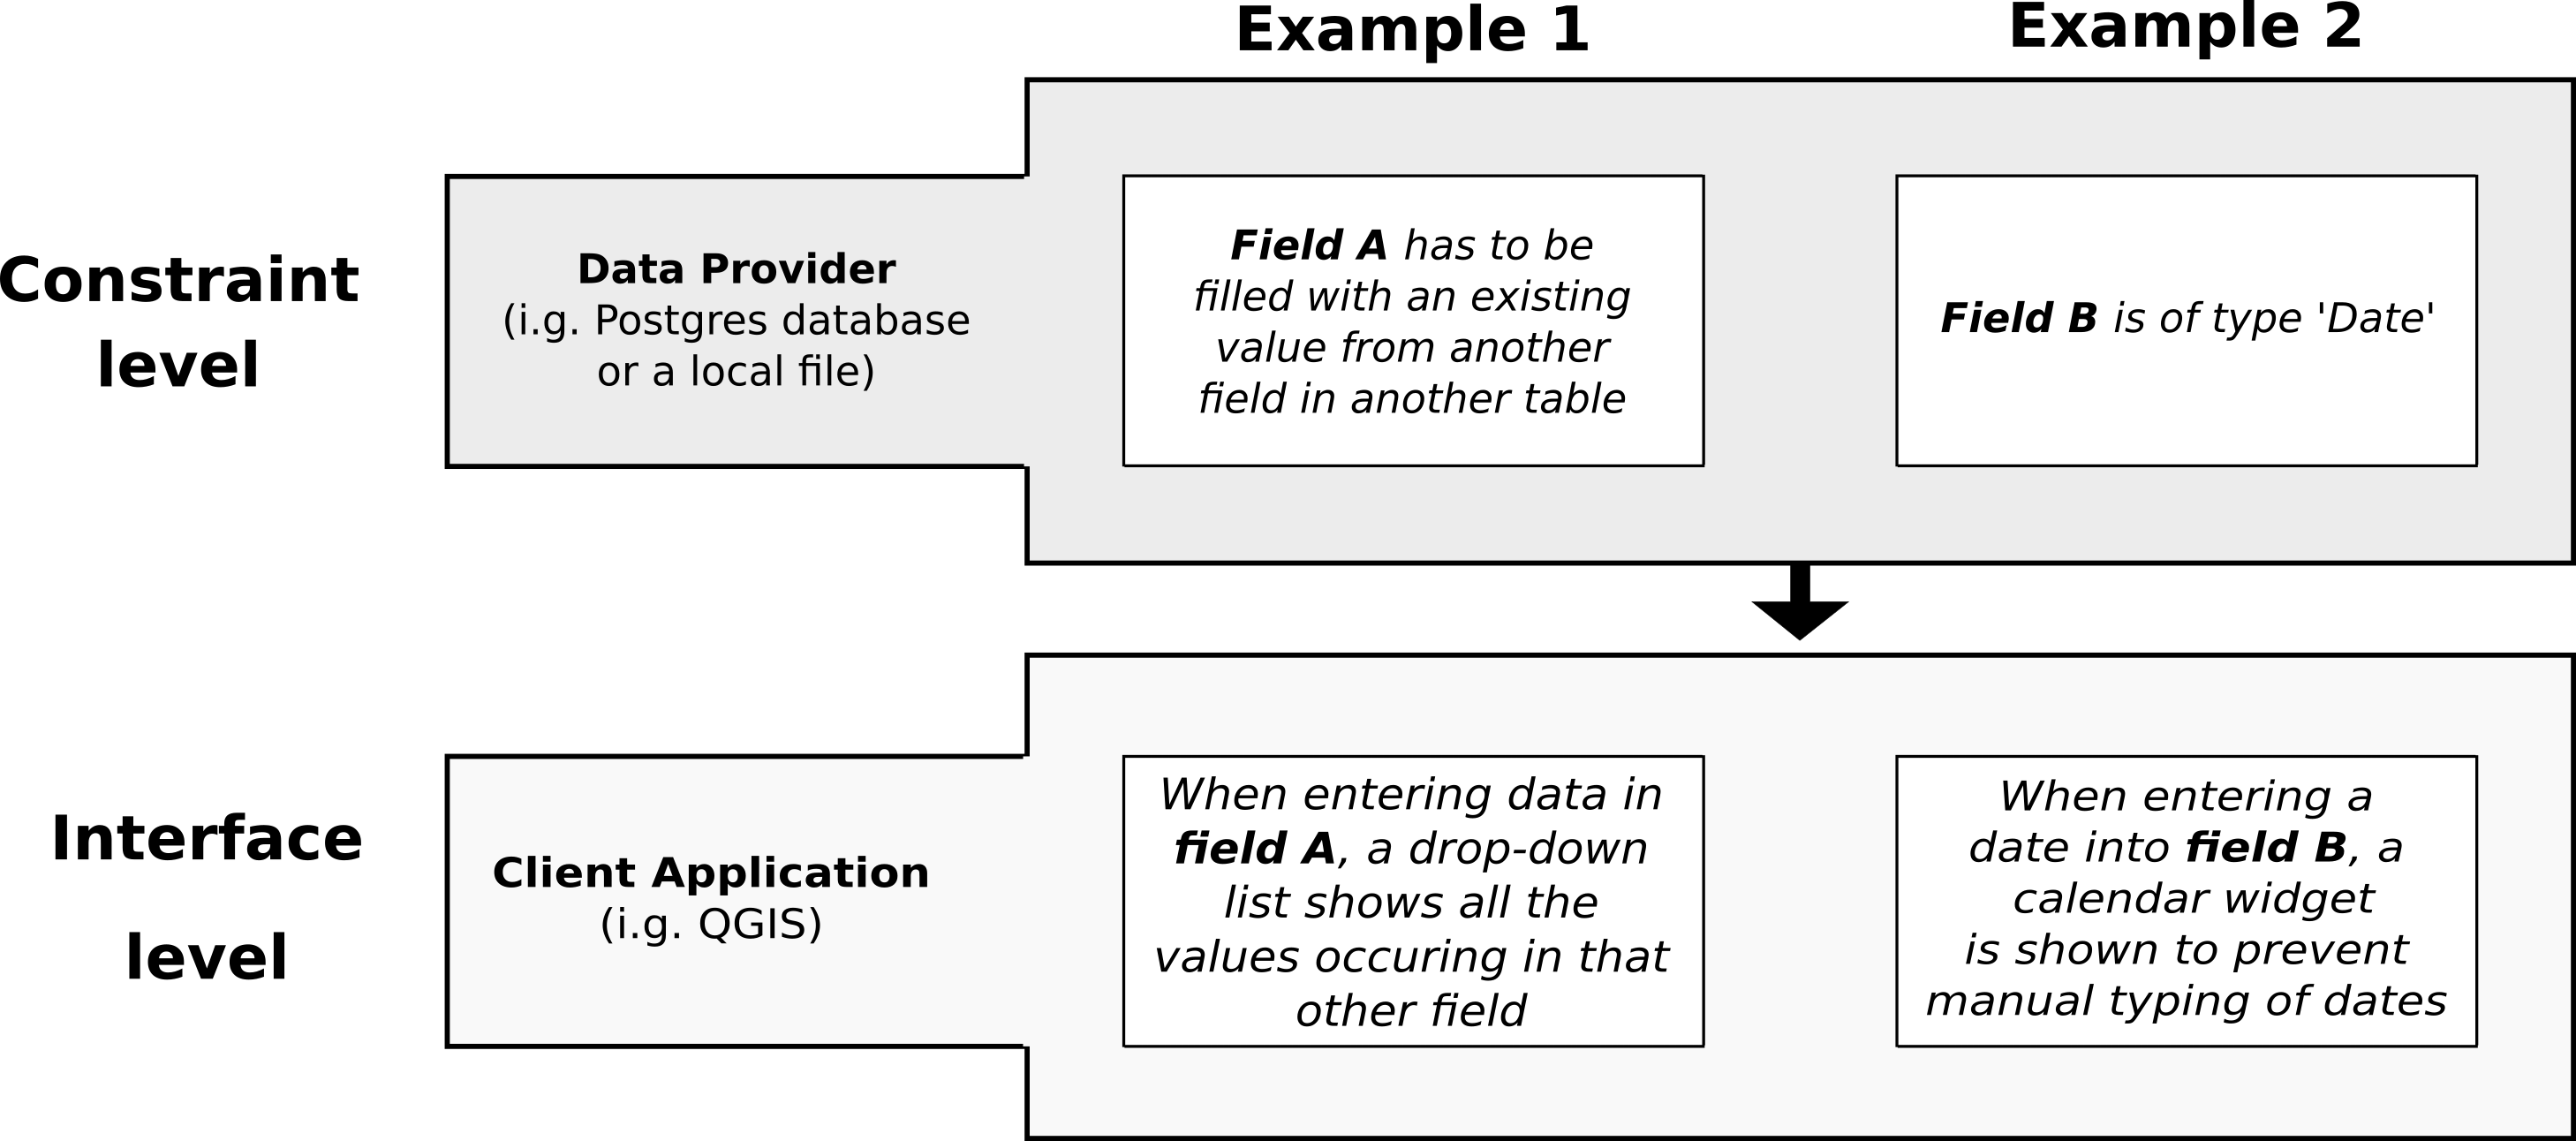 Example 1
Example 2
Constraint
level
Data Provider
(i.g. Postgres database
or a local file)
Field A has to be
filled with an existing
value from another
field in another table
Field B is of type 'Date'
Interface
level
Client Application
(i.g. QGIS)
When entering data in
field A, a drop-down
list shows all the
values occuring in that
other field
When entering a
date into field B, a
calendar widget
is shown to prevent
manual typing of dates